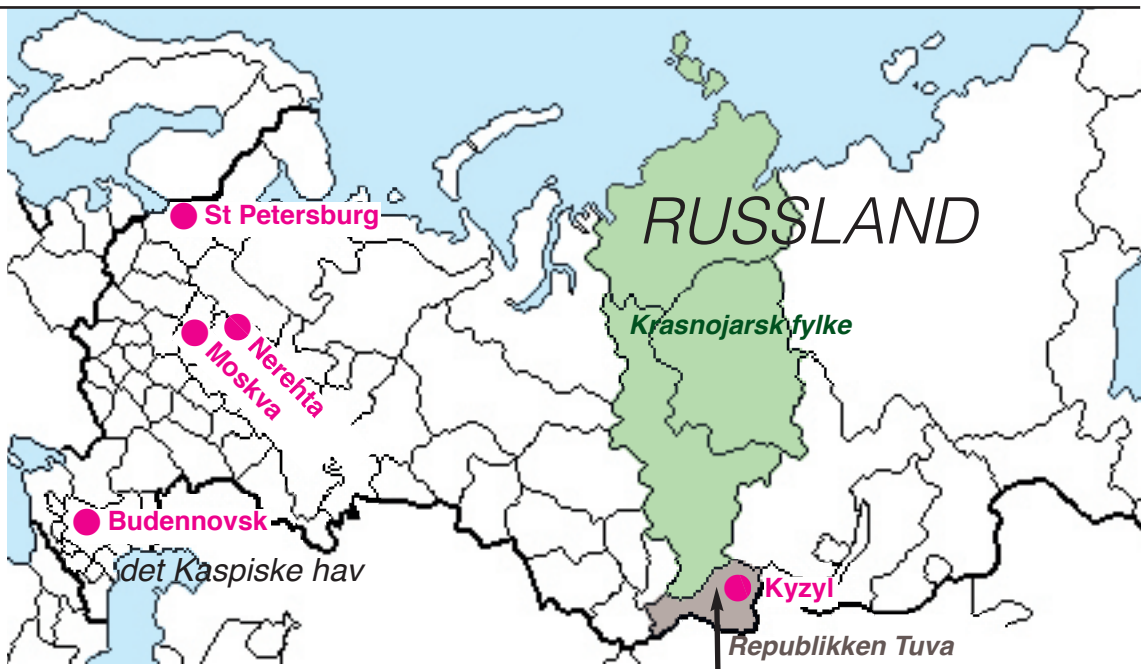 St Petersburg
RUSSLAND
Krasnojarsk fylke
Nerehta
Moskva
Budennovsk
det Kaspiske hav
Kyzyl
Republikken Tuva